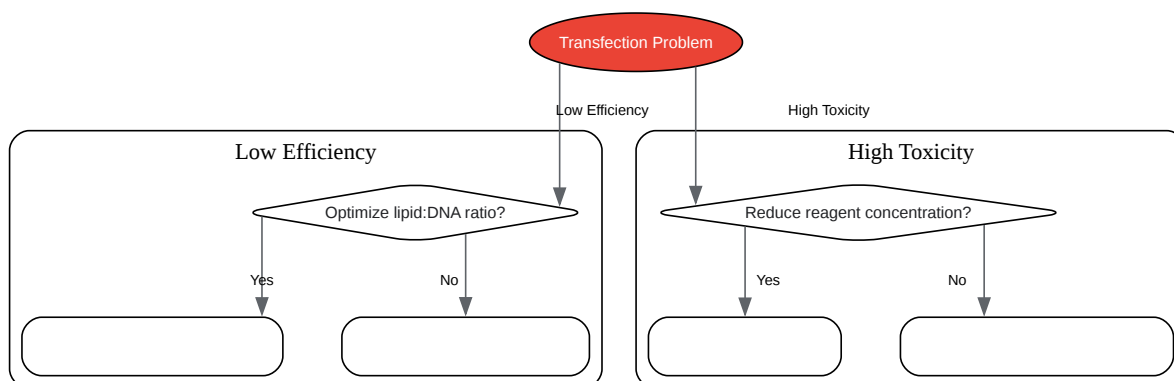 Transfection Problem
Low Efficiency
High Toxicity
Low Efficiency
High Toxicity
Optimize lipid:DNA ratio?
Reduce reagent concentration?
Yes
No
Yes
No